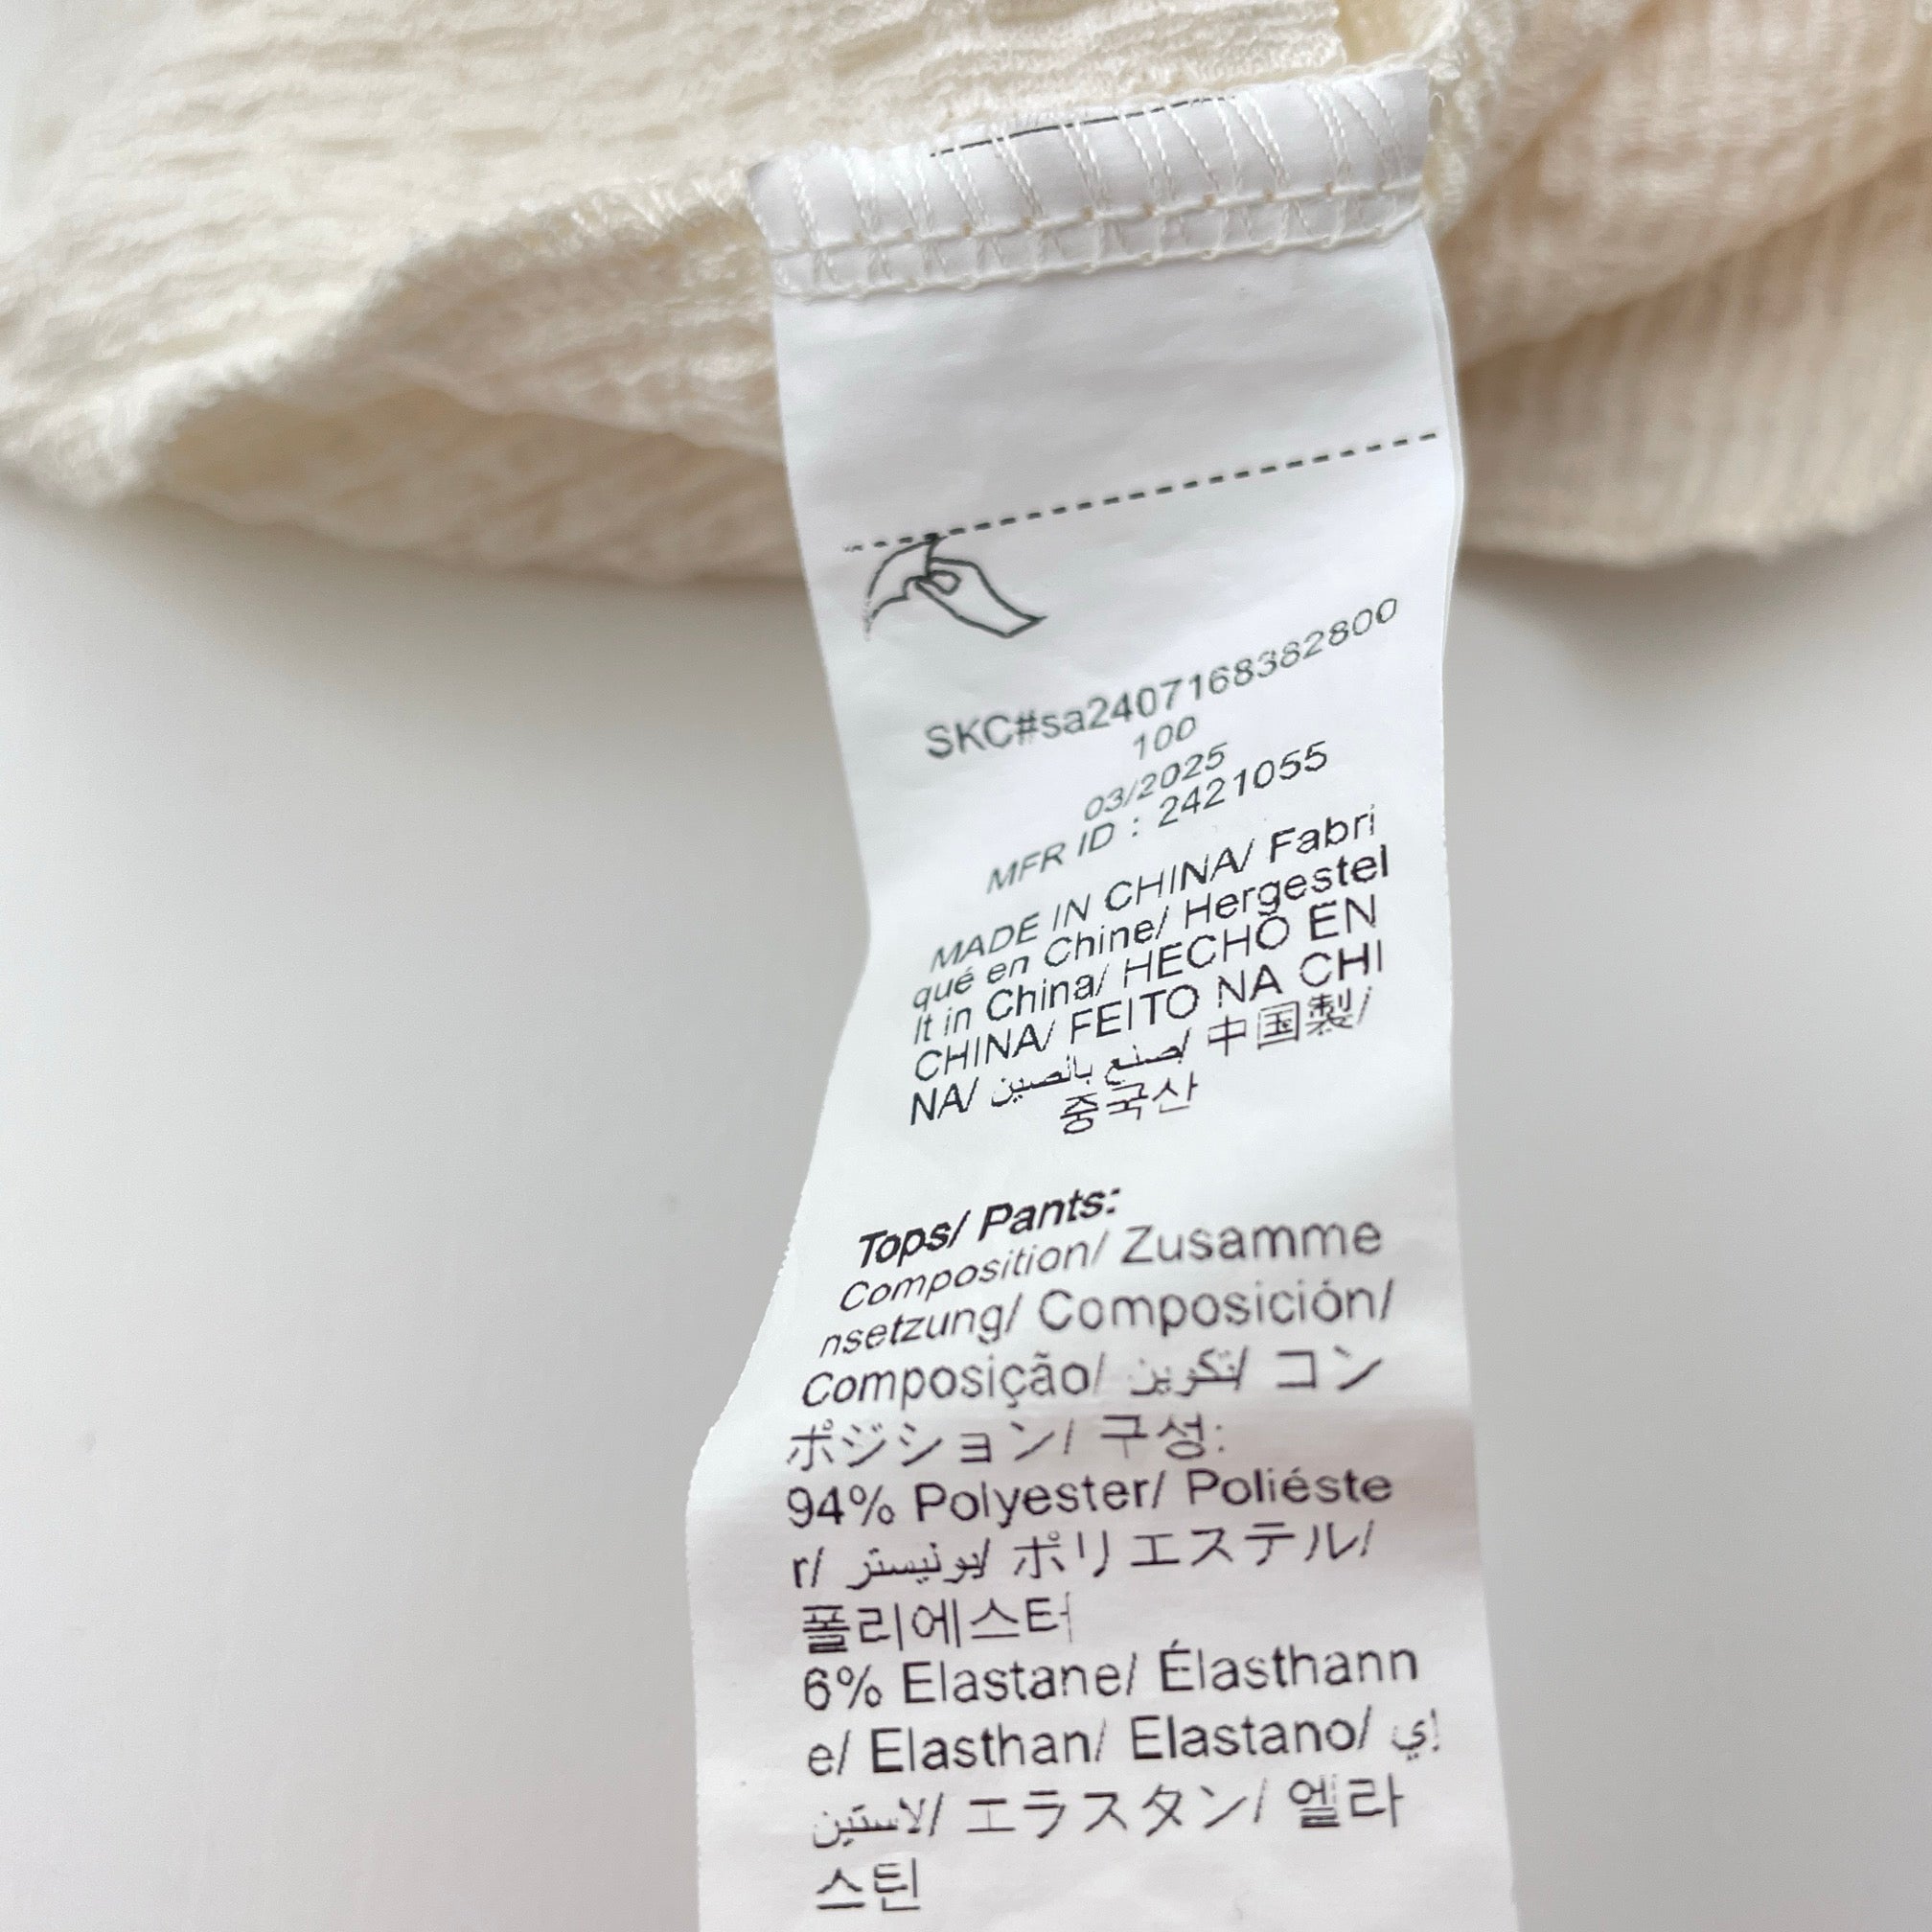 SKC#sa2407168382800
100
03/2025
MFR ID : 2421055
MADE IN CHINA/ Fabri
qué en Chine/ Hergestel
lt in China/ HECHO EN
CHINA/ FEITO NA CHI
NA/ صنع بالصين/ 中国製/
중국산
Tops/ Pants:
Composition/ Zusamme
nsetzung/ Composición/
Composição/ تكوين/ コン
ポジション/ 구성:
94% Polyester/ Poliéste
r/ بوليستر/ ポリエステル/
폴리에스터
6% Elastane/ Élasthann
e/ Elasthan/ Elastano/ إي
لاستين/ エラスタン/ 엘라
스틴